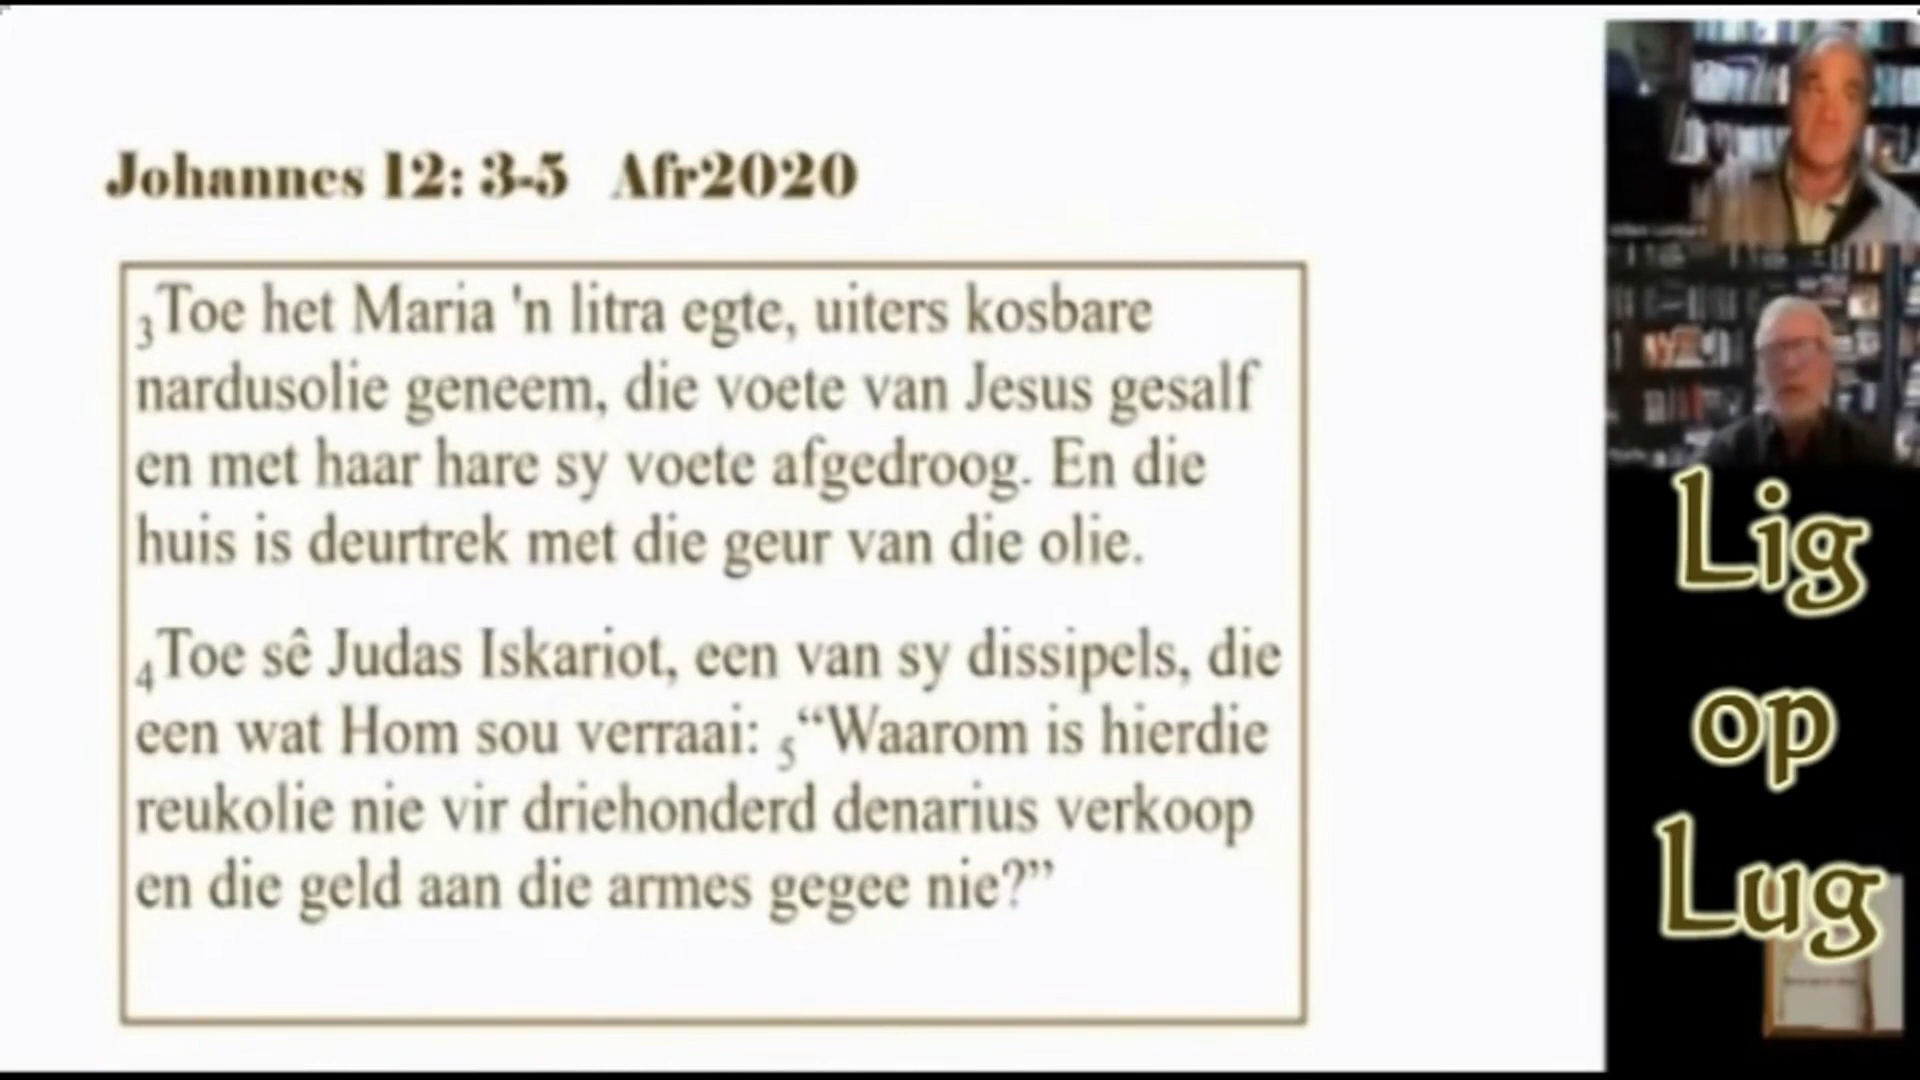 Johannes 12: 3-5 Afr2020
3Toe het Maria 'n litra egte, uiters kosbare
nardusolie geneem, die voete van Jesus gesalf
en met haar hare sy voete afgedroog. En die
huis is deurtrek met die geur van die olie.
4Toe sê Judas Iskariot, een van sy dissipels, die
een wat Hom sou verraai: 5“Waarom is hierdie
reukolie nie vir driehonderd denarius verkoop
en die geld aan die armes gegee nie?”
Lig
op
Lug